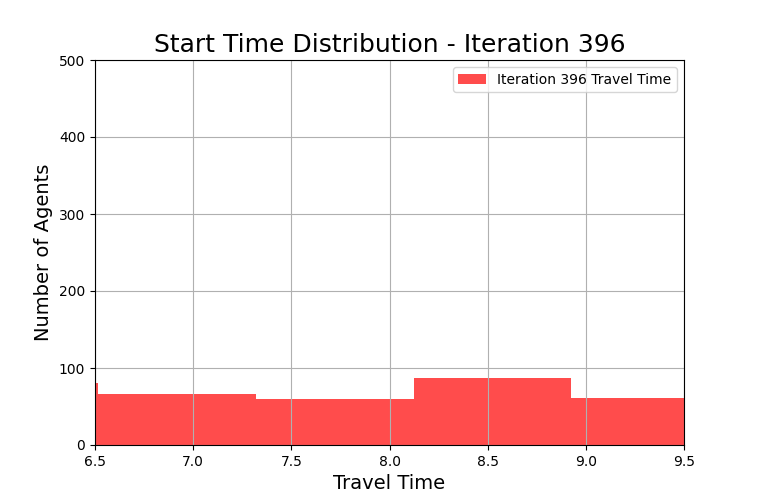 Start Time Distribution - Iteration 396
Iteration 396 Travel Time
Number of Agents
500
400
300
200
100
0
6.5 7.0 7.5 8.0 8.5 9.0 9.5
Travel Time